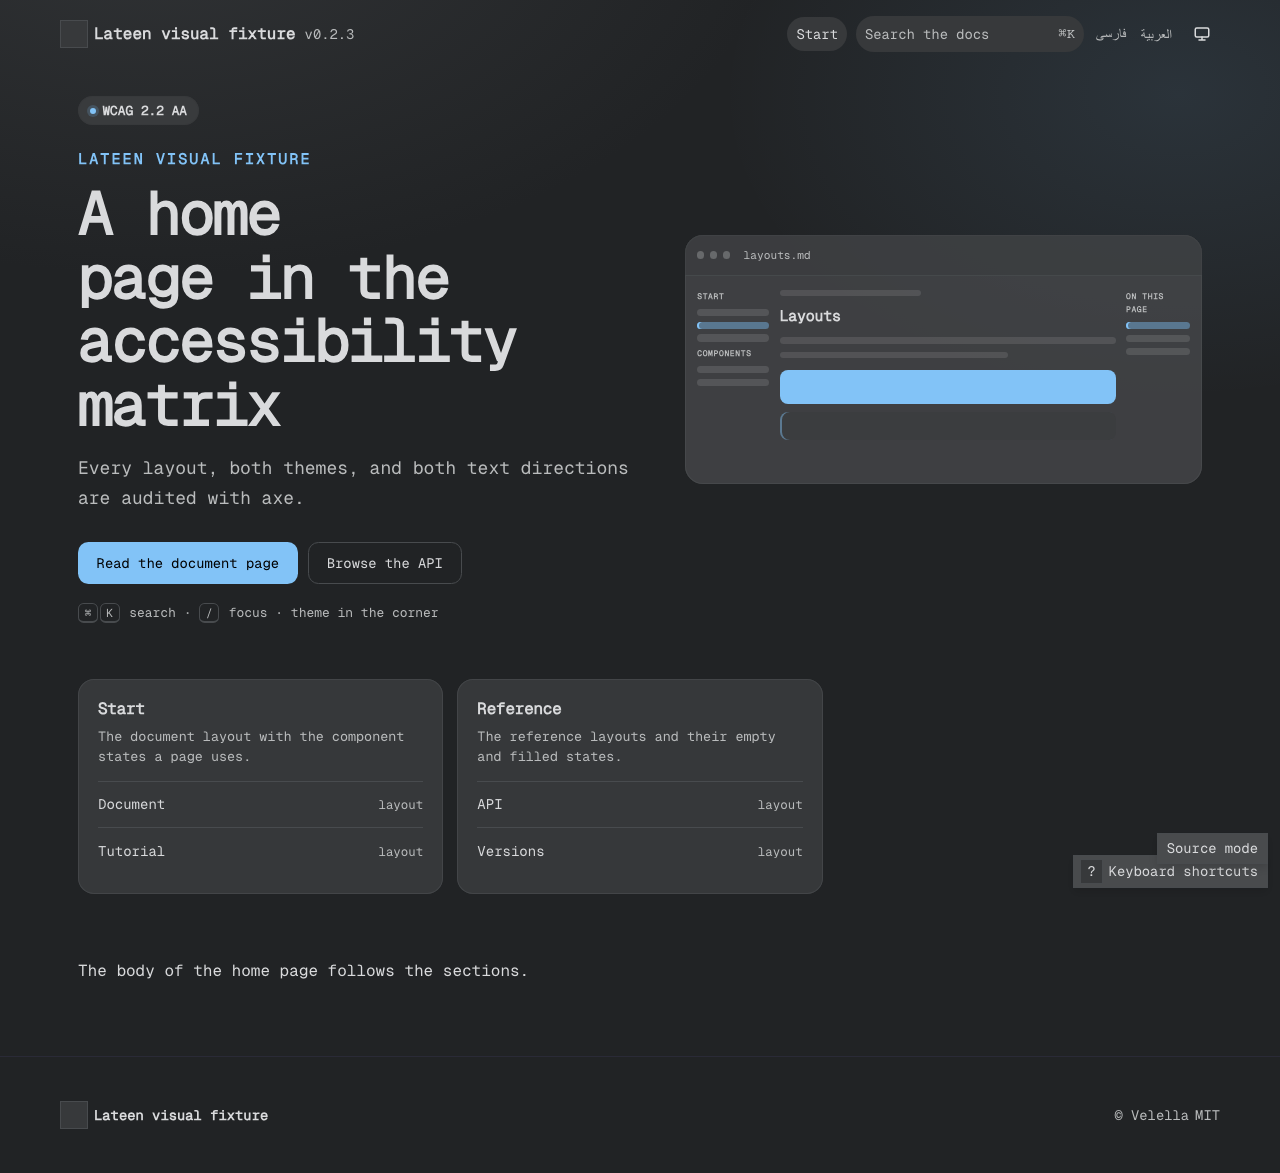 Lateen visual fixture v0.2.3
Start
Search the docs ⌘K
فارسی
العربية
WCAG 2.2 AA
LATEEN VISUAL FIXTURE
A home
page in the
accessibility
matrix
Every layout, both themes, and both text directions
are audited with axe.
Read the document page
Browse the API
⌘ K search · / focus · theme in the corner
layouts.md
START
COMPONENTS
Layouts
ON THIS
PAGE
Start
The document layout with the component
states a page uses.
Document layout
Tutorial layout
Reference
The reference layouts and their empty
and filled states.
API layout
Versions layout
Source mode
? Keyboard shortcuts
The body of the home page follows the sections.
Lateen visual fixture
© Velella MIT